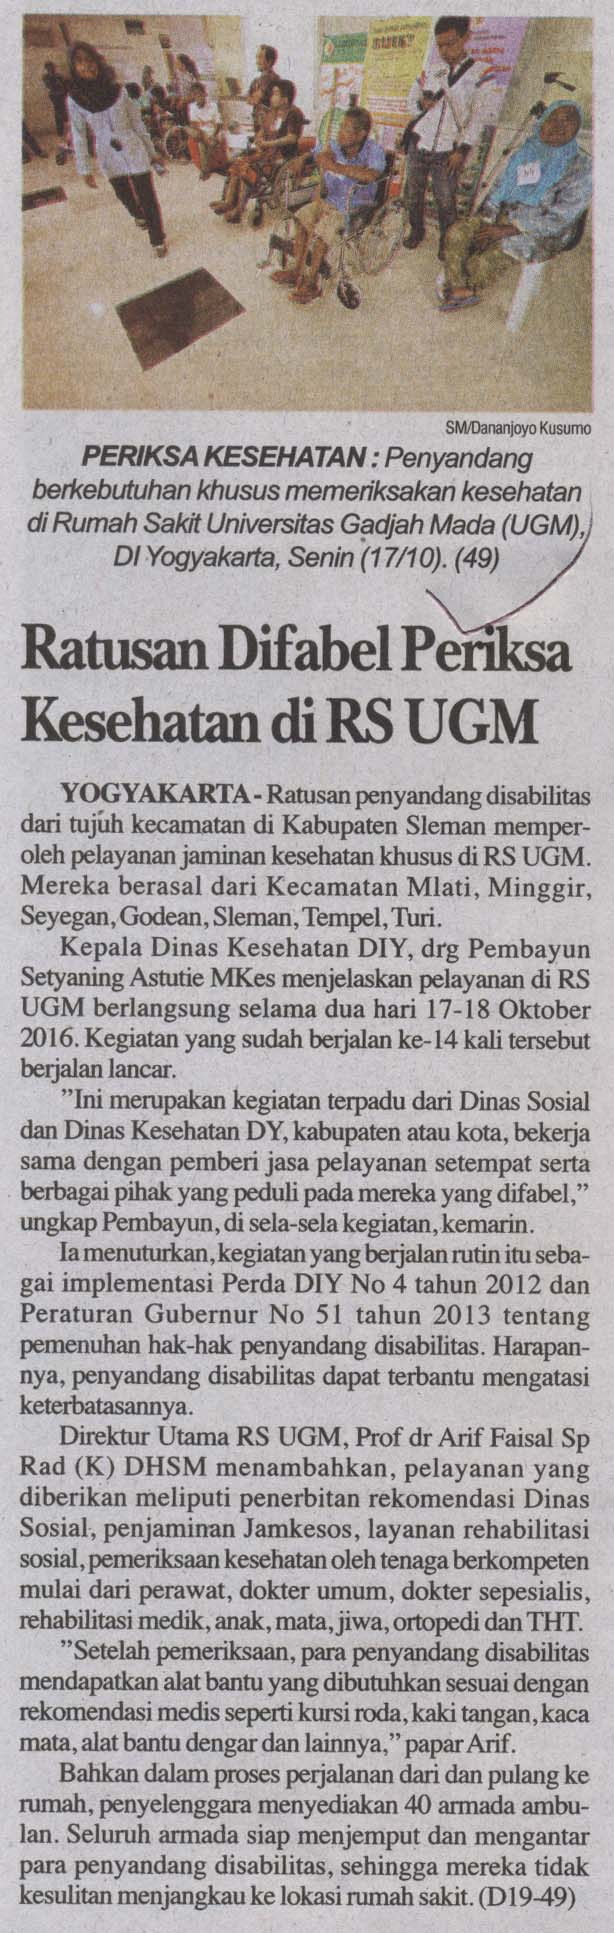 SM/Dananjoyo Kusumo
PERIKSA KESEHATAN : Penyandang
berkebutuhan khusus memeriksakan kesehatan
di Rumah Sakit Universitas Gadjah Mada (UGM),
DI Yogyakarta, Senin (17/10). (49)
Ratusan Difabel Periksa
Kesehatan di RS UGM
YOGYAKARTA - Ratusan penyandang disabilitas
dari tujuh kecamatan di Kabupaten Sleman memper-
oleh pelayanan jaminan kesehatan khusus di RS UGM.
Mereka berasal dari Kecamatan Mlati, Minggir,
Seyegan, Godean, Sleman, Tempel, Turi.
Kepala Dinas Kesehatan DIY, drg Pembayun
Setyaning Astutie MKes menjelaskan pelayanan di RS
UGM berlangsung selama dua hari 17-18 Oktober
2016. Kegiatan yang sudah berjalan ke-14 kali tersebut
berjalan lancar.
”Ini merupakan kegiatan terpadu dari Dinas Sosial
dan Dinas Kesehatan DY, kabupaten atau kota, bekerja
sama dengan pemberi jasa pelayanan setempat serta
berbagai pihak yang peduli pada mereka yang difabel,”
ungkap Pembayun, di sela-sela kegiatan, kemarin.
Ia menuturkan, kegiatan yang berjalan rutin itu seba-
gai implementasi Perda DIY No 4 tahun 2012 dan
Peraturan Gubernur No 51 tahun 2013 tentang
pemenuhan hak-hak penyandang disabilitas. Harapan-
nya, penyandang disabilitas dapat terbantu mengatasi
keterbatasannya.
Direktur Utama RS UGM, Prof dr Arif Faisal Sp
Rad (K) DHSM menambahkan, pelayanan yang
diberikan meliputi penerbitan rekomendasi Dinas
Sosial, penjaminan Jamkesos, layanan rehabilitasi
sosial, pemeriksaan kesehatan oleh tenaga berkompeten
mulai dari perawat, dokter umum, dokter sepesialis,
rehabilitasi medik, anak, mata, jiwa, ortopedi dan THT.
”Setelah pemeriksaan, para penyandang disabilitas
mendapatkan alat bantu yang dibutuhkan sesuai dengan
rekomendasi medis seperti kursi roda, kaki tangan, kaca
mata, alat bantu dengar dan lainnya,” papar Arif.
Bahkan dalam proses perjalanan dari dan pulang ke
rumah, penyelenggara menyediakan 40 armada ambu-
lan. Seluruh armada siap menjemput dan mengantar
para penyandang disabilitas, sehingga mereka tidak
kesulitan menjangkau ke lokasi rumah sakit. (D19-49)